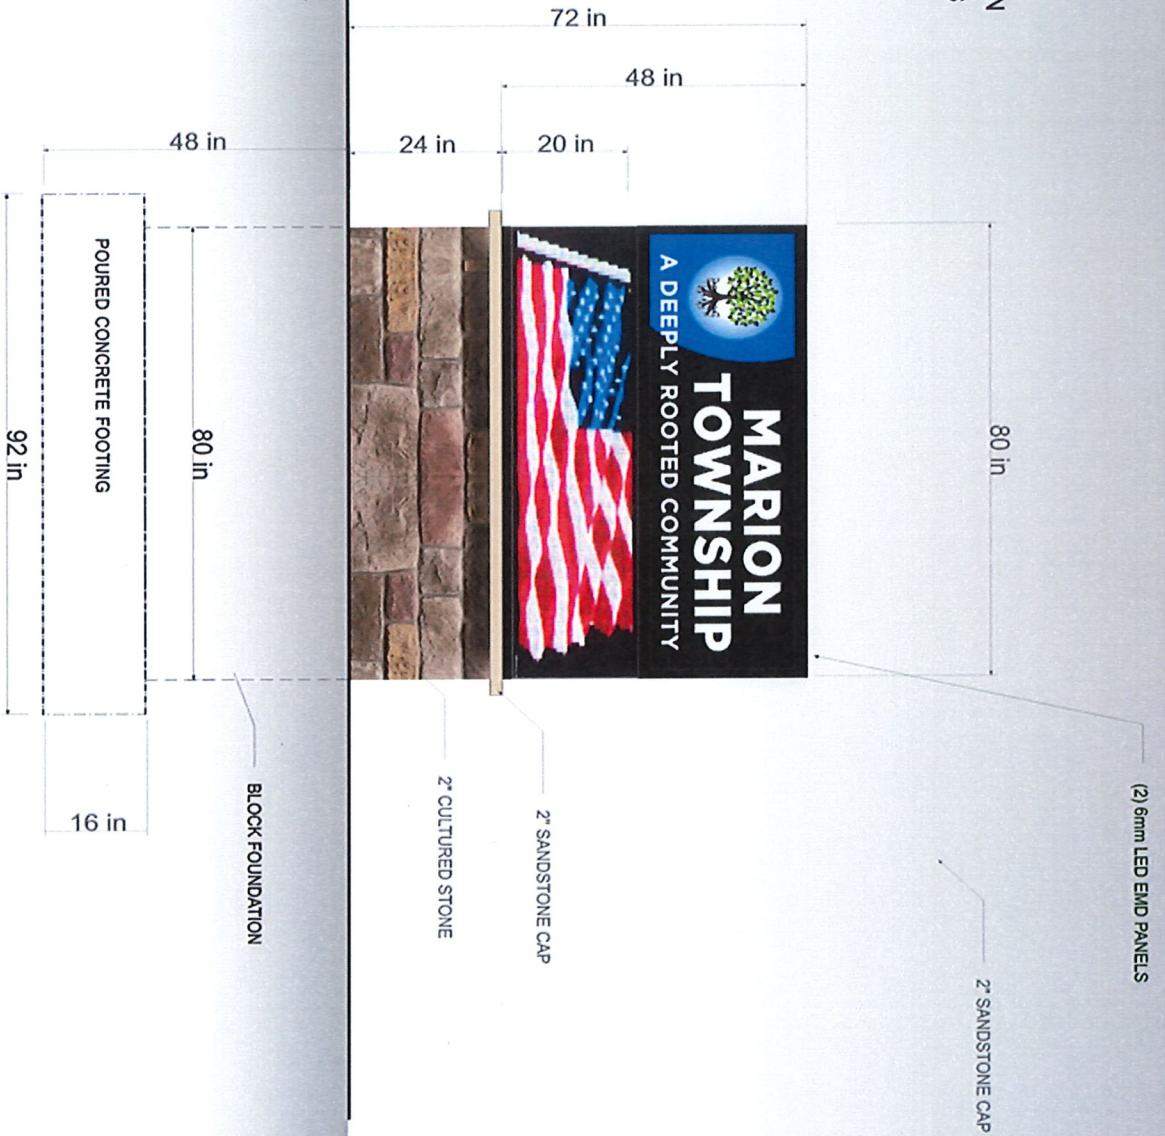 80 in
(2) 6mm LED EMD PANELS
2" SANDSTONE CAP
MARION
TOWNSHIP
A DEEPLY ROOTED COMMUNITY
72 in
48 in
20 in
24 in
48 in
2" SANDSTONE CAP
2" CULTURED STONE
BLOCK FOUNDATION
80 in
POURED CONCRETE FOOTING
16 in
92 in